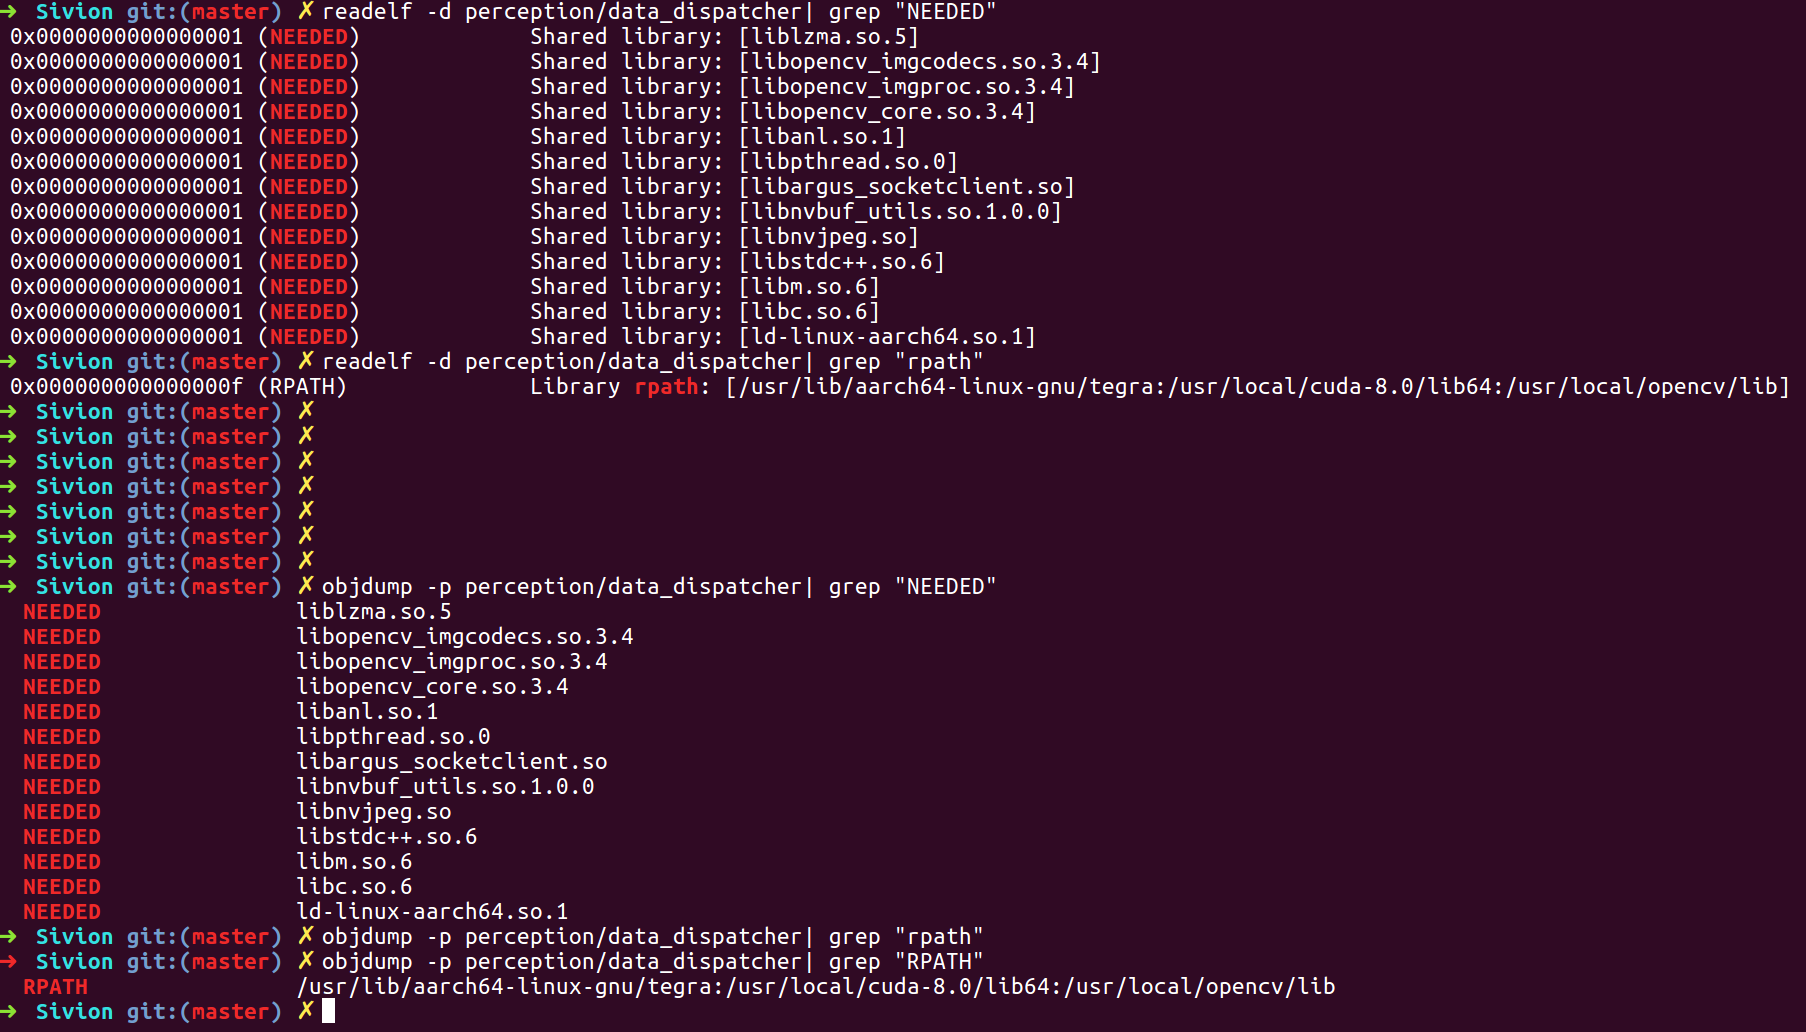 ➜  Sivion git:(master) ✗ readelf -d perception/data_dispatcher| grep "NEEDED"
 0x0000000000000001 (NEEDED)             Shared library: [liblzma.so.5]
 0x0000000000000001 (NEEDED)             Shared library: [libopencv_imgcodecs.so.3.4]
 0x0000000000000001 (NEEDED)             Shared library: [libopencv_imgproc.so.3.4]
 0x0000000000000001 (NEEDED)             Shared library: [libopencv_core.so.3.4]
 0x0000000000000001 (NEEDED)             Shared library: [libanl.so.1]
 0x0000000000000001 (NEEDED)             Shared library: [libpthread.so.0]
 0x0000000000000001 (NEEDED)             Shared library: [libargus_socketclient.so]
 0x0000000000000001 (NEEDED)             Shared library: [libnvbuf_utils.so.1.0.0]
 0x0000000000000001 (NEEDED)             Shared library: [libnvjpeg.so]
 0x0000000000000001 (NEEDED)             Shared library: [libstdc++.so.6]
 0x0000000000000001 (NEEDED)             Shared library: [libm.so.6]
 0x0000000000000001 (NEEDED)             Shared library: [libc.so.6]
 0x0000000000000001 (NEEDED)             Shared library: [ld-linux-aarch64.so.1]
➜  Sivion git:(master) ✗ readelf -d perception/data_dispatcher| grep "rpath"
 0x000000000000000f (RPATH)              Library rpath: [/usr/lib/aarch64-linux-gnu/tegra:/usr/local/cuda-8.0/lib64:/usr/local/opencv/lib]
➜  Sivion git:(master) ✗
➜  Sivion git:(master) ✗
➜  Sivion git:(master) ✗
➜  Sivion git:(master) ✗
➜  Sivion git:(master) ✗
➜  Sivion git:(master) ✗
➜  Sivion git:(master) ✗
➜  Sivion git:(master) ✗ objdump -p perception/data_dispatcher| grep "NEEDED"
  NEEDED               liblzma.so.5
  NEEDED               libopencv_imgcodecs.so.3.4
  NEEDED               libopencv_imgproc.so.3.4
  NEEDED               libopencv_core.so.3.4
  NEEDED               libanl.so.1
  NEEDED               libpthread.so.0
  NEEDED               libargus_socketclient.so
  NEEDED               libnvbuf_utils.so.1.0.0
  NEEDED               libnvjpeg.so
  NEEDED               libstdc++.so.6
  NEEDED               libm.so.6
  NEEDED               libc.so.6
  NEEDED               ld-linux-aarch64.so.1
➜  Sivion git:(master) ✗ objdump -p perception/data_dispatcher| grep "rpath"
➜  Sivion git:(master) ✗ objdump -p perception/data_dispatcher| grep "RPATH"
  RPATH                /usr/lib/aarch64-linux-gnu/tegra:/usr/local/cuda-8.0/lib64:/usr/local/opencv/lib
➜  Sivion git:(master) ✗